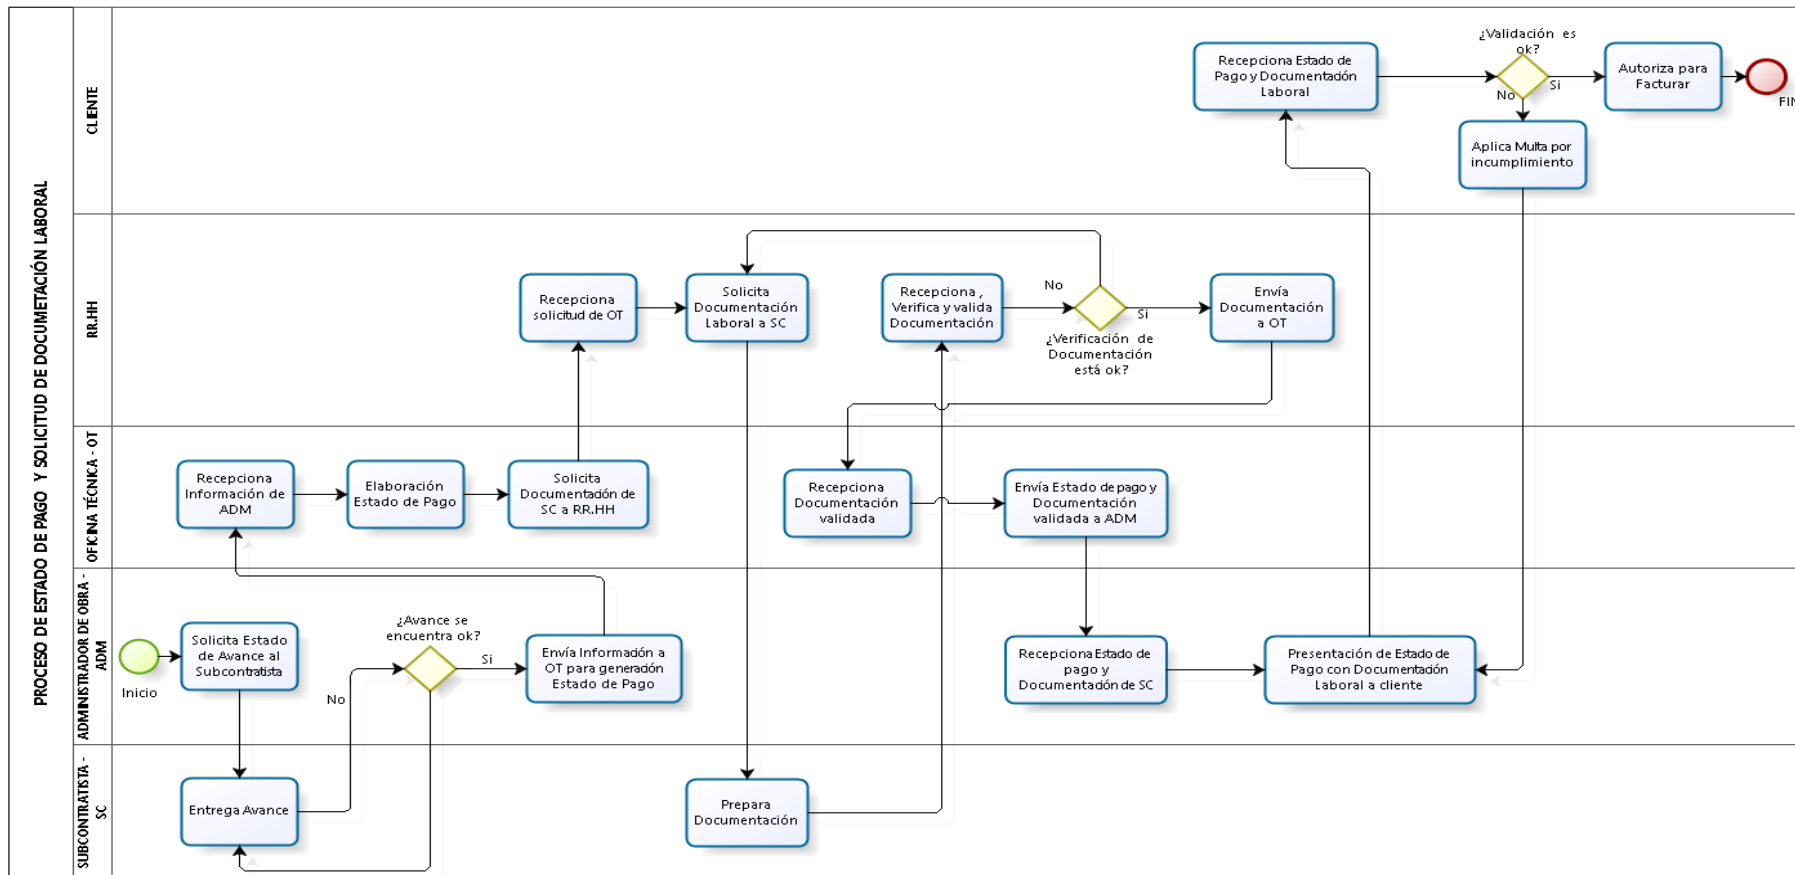 PROCESO DE ESTADO DE PAGO Y SOLICITUD DE DOCUMETACIÓN LABORAL
CLIENTE
Recepciona Estado de
Pago y Documentación
Laboral
¿Validación es
ok?
Si
No
Autoriza para
Facturar
FIN
Aplica Multa por
incumplimiento
RR.HH
Recepciona
solicitud de OT
Solicita
Documentación
Laboral a SC
Recepciona ,
Verifica y valida
Documentación
No
Si
¿Verificación de
Documentación
está ok?
Envía
Documentación
a OT
OFICINA TÉCNICA - OT
Recepciona
Información de
ADM
Elaboración
Estado de Pago
Solicita
Documentación de
SC a RR.HH
Recepciona
Documentación
validada
Envía Estado de pago y
Documentación
validada a ADM
ADMINISTRADOR DE OBRA -
ADM
Inicio
Solicita Estado
de Avance al
Subcontratista
¿Avance se
encuentra ok?
Si
No
Envía Información a
OT para generación
Estado de Pago
Recepciona Estado de
pago y
Documentación de SC
Presentación de Estado de
Pago con Documentación
Laboral a cliente
SUBCONTRATISTA -
SC
Entrega Avance
Prepara
Documentación